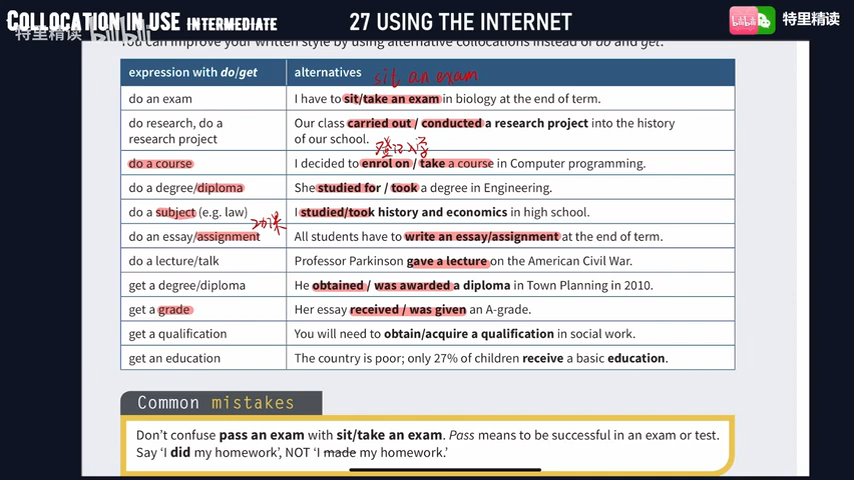 COLLOCATION IN USE INTERMEDIATE
27 USING THE INTERNET
bilibili
特里精读
特里精读 bilibili
You can improve your written style by using alternative collocations instead of do and get.
expression with do/get
alternatives
sit an exam
do an exam
I have to sit/take an exam in biology at the end of term.
do research, do a
research project
Our class carried out / conducted a research project into the history
of our school.
登记入学
do a course
I decided to enrol on / take a course in Computer programming.
do a degree/diploma
She studied for / took a degree in Engineering.
do a subject (e.g. law)
I studied/took history and economics in high school.
do an essay/assignment
All students have to write an essay/assignment at the end of term.
do a lecture/talk
Professor Parkinson gave a lecture on the American Civil War.
get a degree/diploma
He obtained / was awarded a diploma in Town Planning in 2010.
get a grade
Her essay received / was given an A-grade.
get a qualification
You will need to obtain/acquire a qualification in social work.
get an education
The country is poor; only 27% of children receive a basic education.
Common mistakes
Don't confuse pass an exam with sit/take an exam. Pass means to be successful in an exam or test.
Say 'I did my homework', NOT 'I made my homework.'